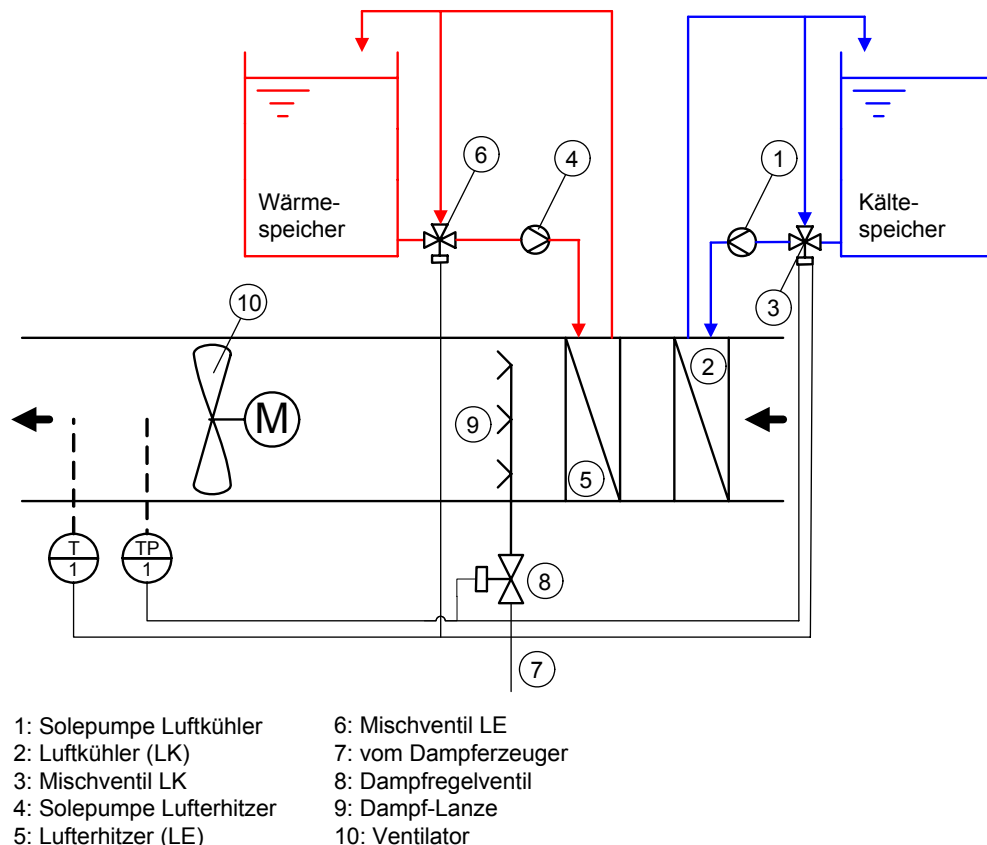 6
4
1
Wärme-
speicher
Kälte-
speicher
3
10
2
M
9
5
T
1
TP
1
8
7
1: Solepumpe Luftkühler
2: Luftkühler (LK)
3: Mischventil LK
4: Solepumpe Lufterhitzer
5: Lufterhitzer (LE)
6: Mischventil LE
7: vom Dampferzeuger
8: Dampfregelventil
9: Dampf-Lanze
10: Ventilator